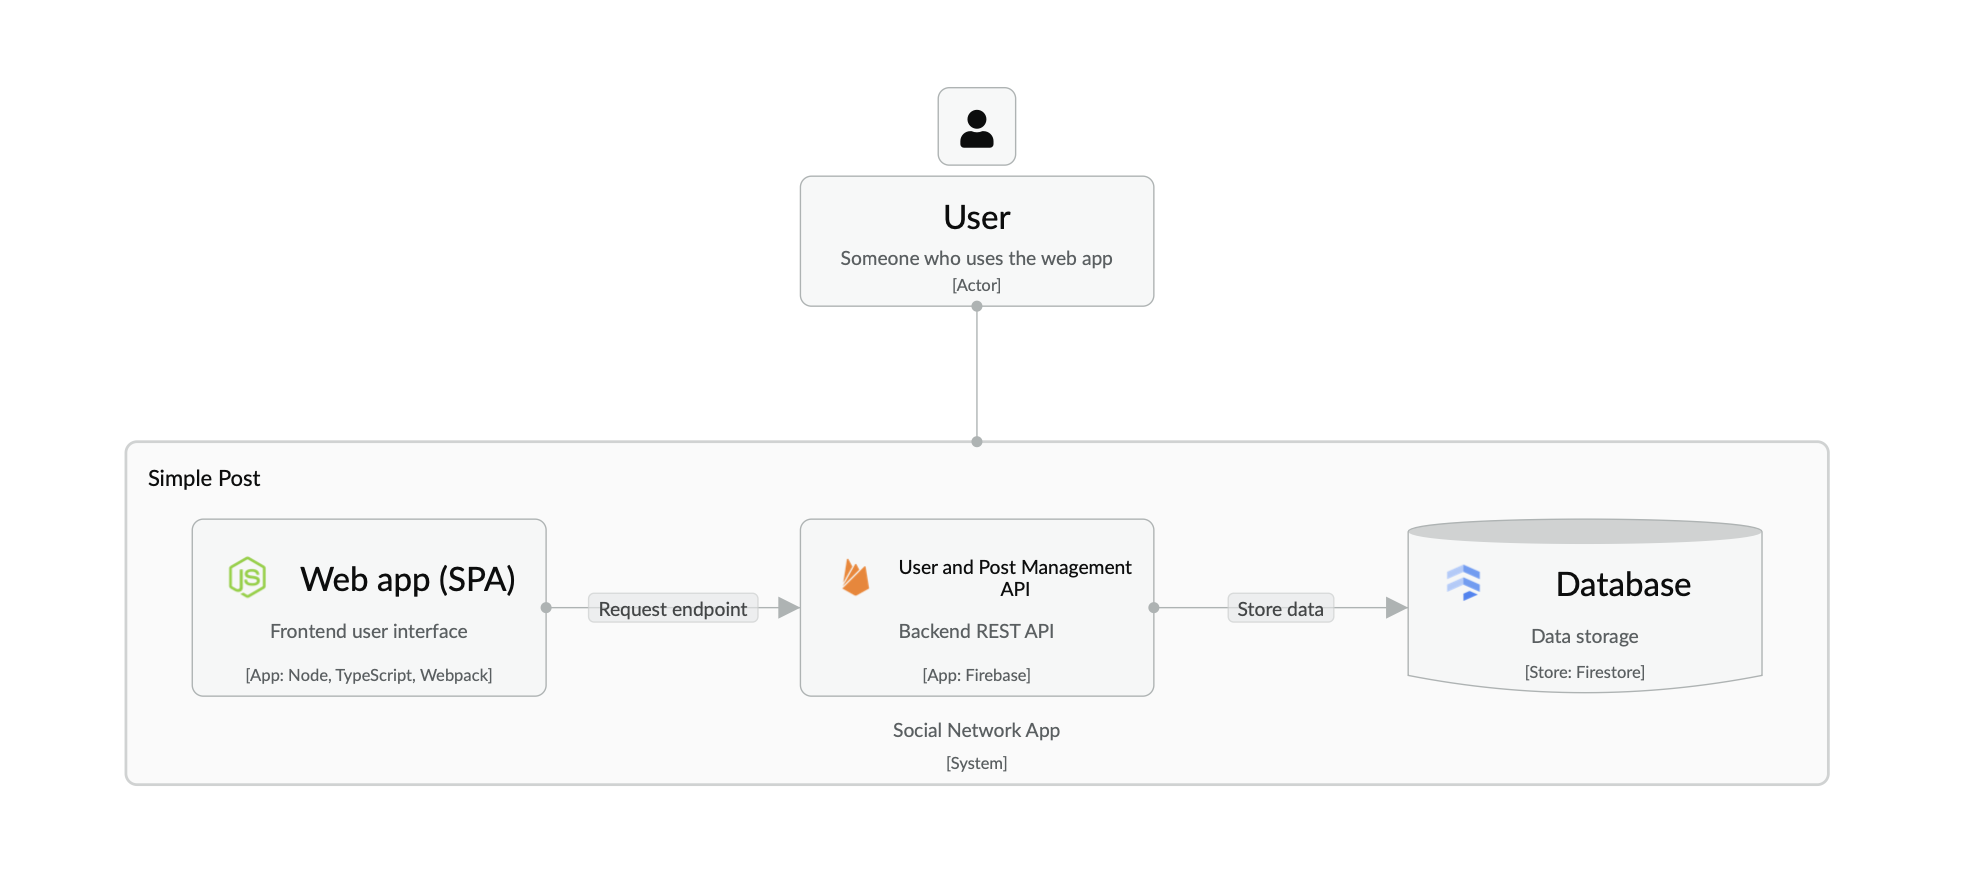 User
Someone who uses the web app
[Actor]
Simple Post
JS
Web app (SPA)
Frontend user interface
[App: Node, TypeScript, Webpack]
Request endpoint
User and Post Management
API
Backend REST API
[App: Firebase]
Store data
Database
Data storage
[Store: Firestore]
Social Network App
[System]